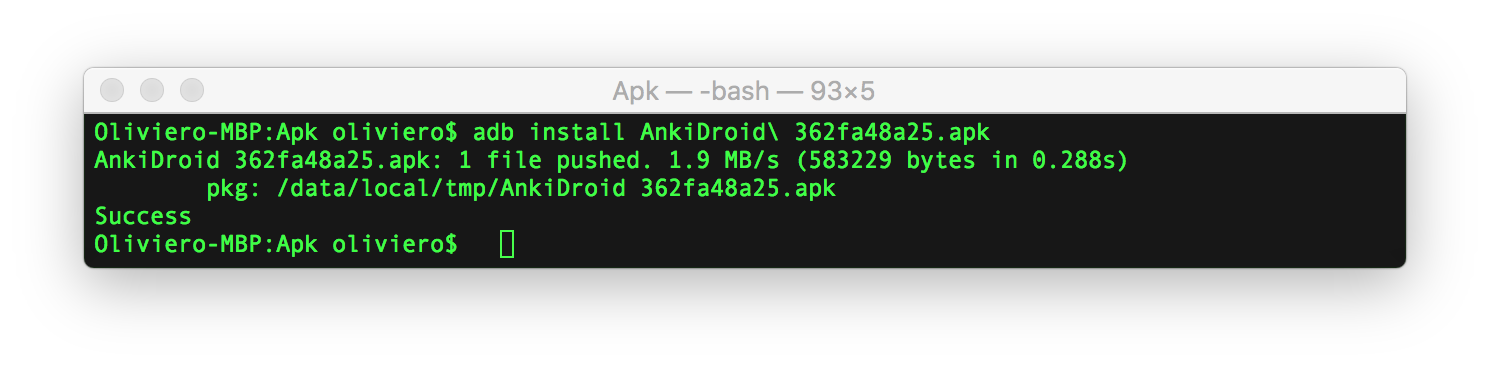 Apk — -bash — 93×5
Oliviero-MBP:Apk oliviero$ adb install AnkiDroid\ 362fa48a25.apk
AnkiDroid 362fa48a25.apk: 1 file pushed. 1.9 MB/s (583229 bytes in 0.288s)
        pkg: /data/local/tmp/AnkiDroid 362fa48a25.apk
Success
Oliviero-MBP:Apk oliviero$